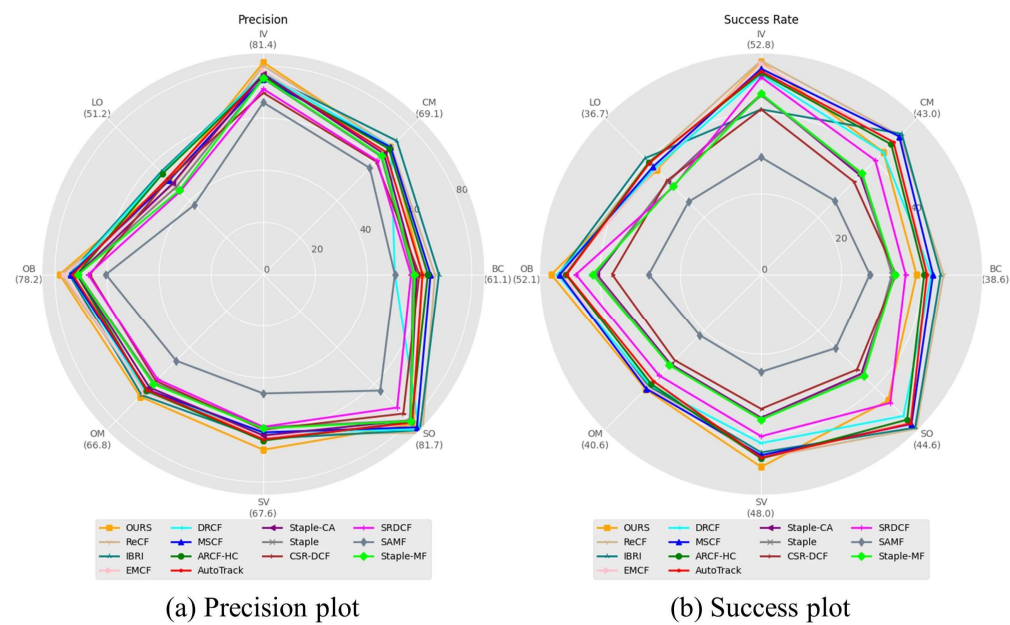 Precision
IV
(81.4)
LO
(51.2)
CM
(69.1)
80
60
40
20
0
OB
(78.2)
BC
(61.1)
OM
(66.8)
SO
(81.7)
SV
(67.6)
OURS
ReCF
IBRI
EMCF
DRCF
MSCF
ARCF-HC
AutoTrack
Staple-CA
Staple
CSR-DCF
SRDCF
SAMF
Staple-MF
(a) Precision plot
Success Rate
IV
(52.8)
LO
(36.7)
CM
(43.0)
40
20
0
OB
(52.1)
BC
(38.6)
OM
(40.6)
SO
(44.6)
SV
(48.0)
OURS
ReCF
IBRI
EMCF
DRCF
MSCF
ARCF-HC
AutoTrack
Staple-CA
Staple
CSR-DCF
SRDCF
SAMF
Staple-MF
(b) Success plot